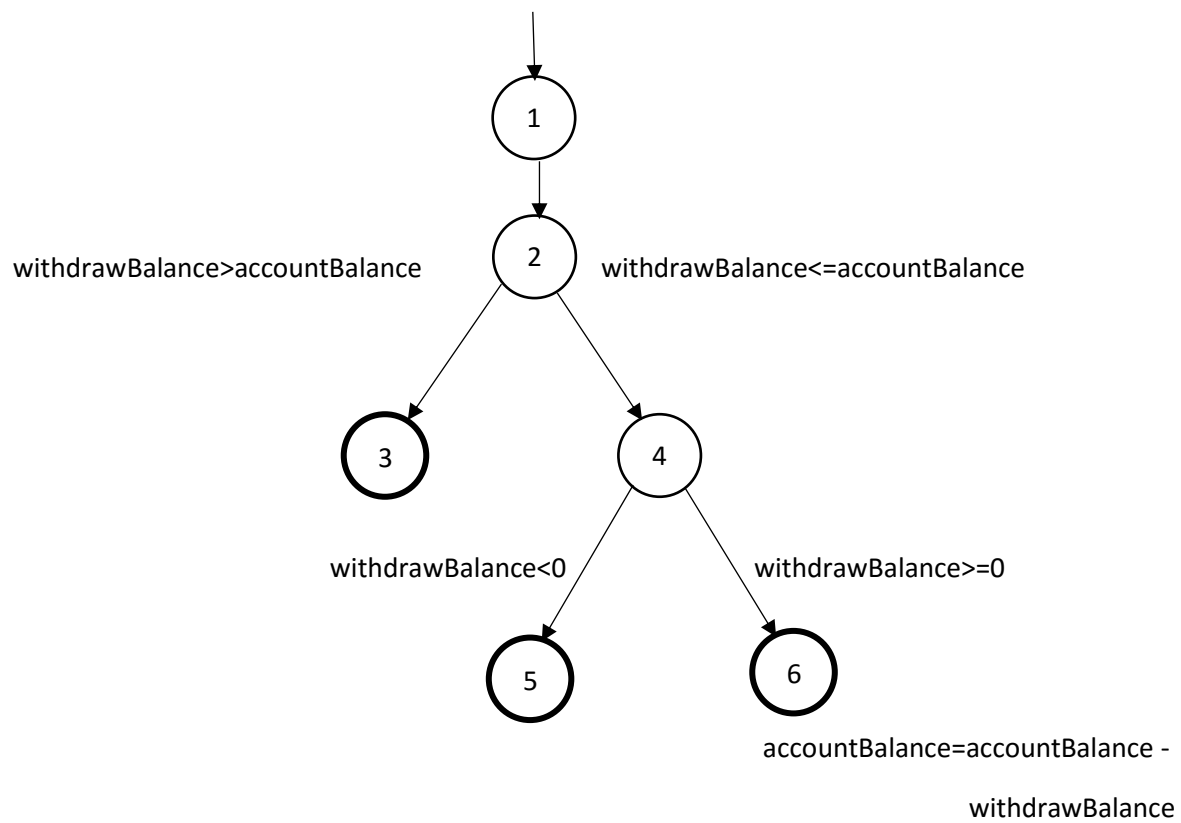 1
2
withdrawBalance>accountBalance
withdrawBalance<=accountBalance
3
4
withdrawBalance<0
withdrawBalance>=0
5
6
accountBalance=accountBalance -
withdrawBalance